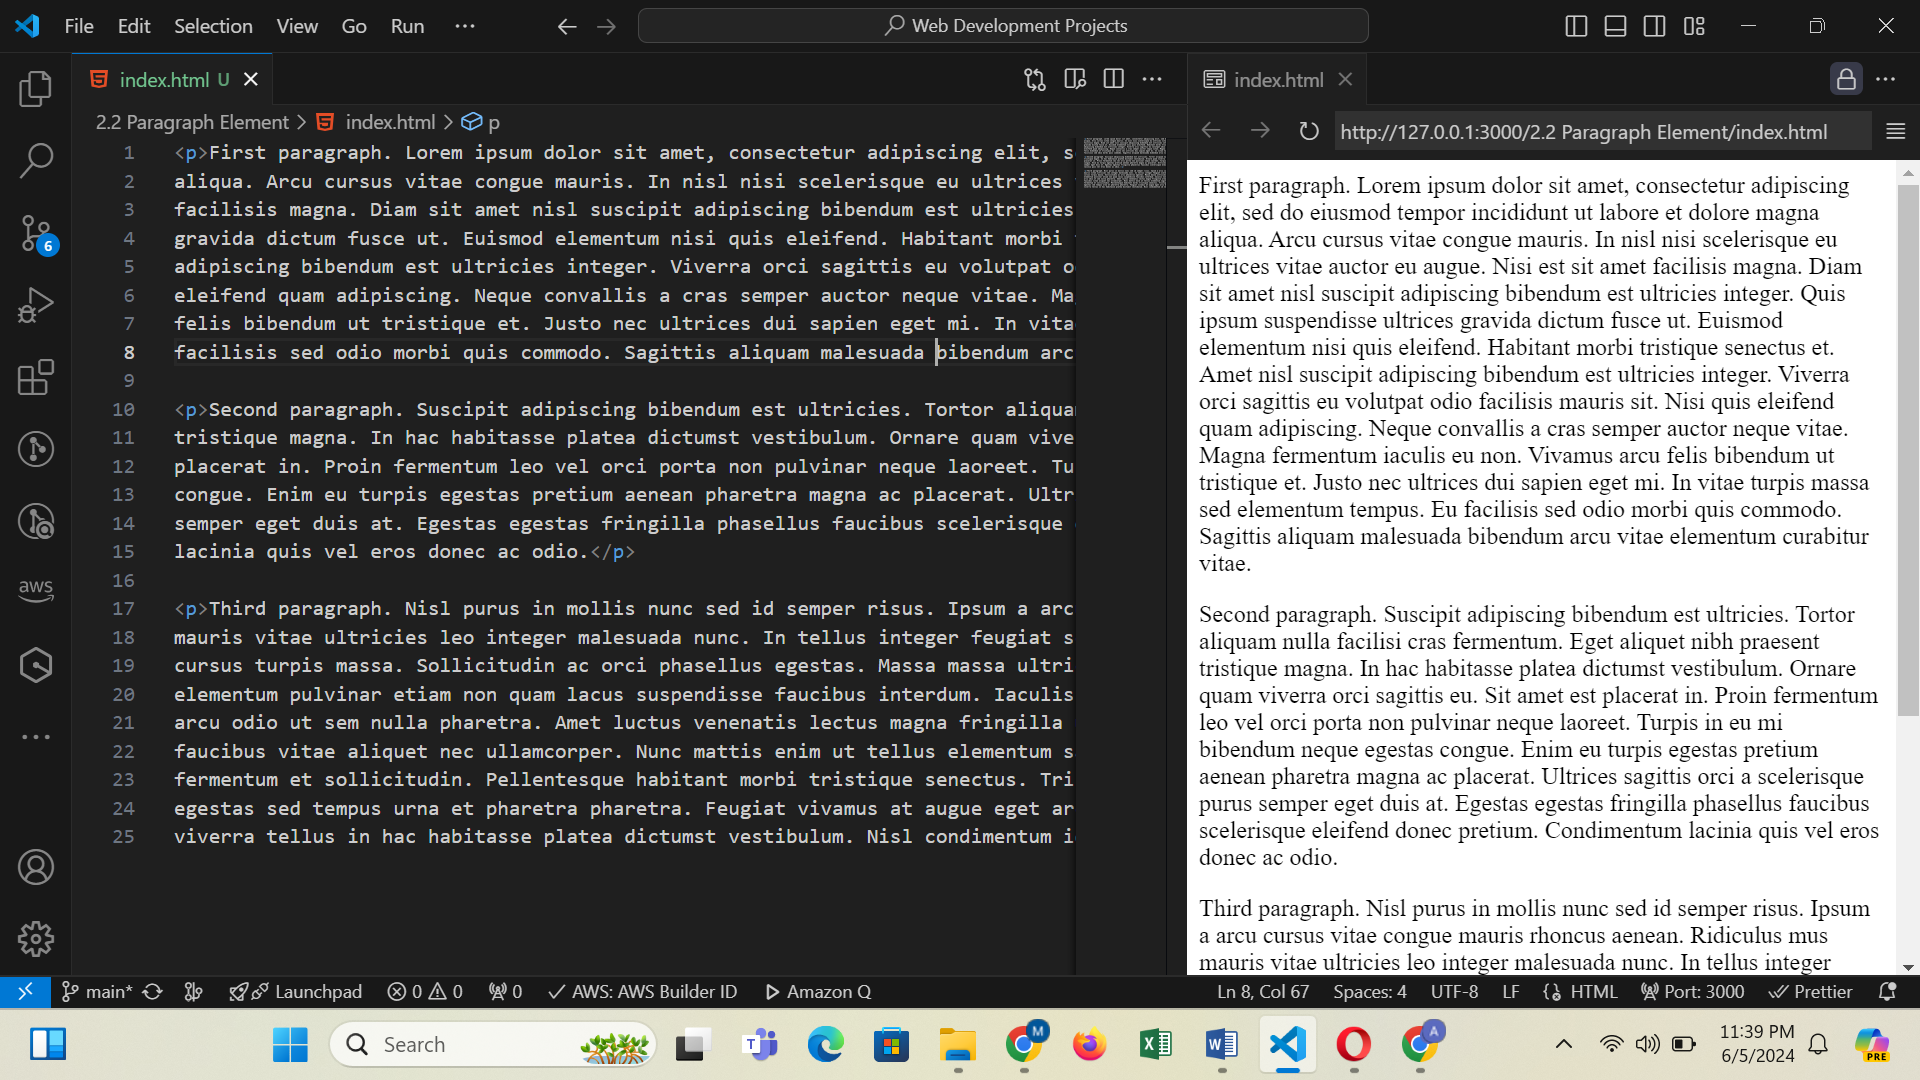 File Edit Selection View Go Run ··· Web Development Projects
index.html U
2.2 Paragraph Element > index.html > p
1 <p>First paragraph. Lorem ipsum dolor sit amet, consectetur adipiscing elit, s
2 aliqua. Arcu cursus vitae congue mauris. In nisl nisi scelerisque eu ultrices
3 facilisis magna. Diam sit amet nisl suscipit adipiscing bibendum est ultricies
4 gravida dictum fusce ut. Euismod elementum nisi quis eleifend. Habitant morbi
5 adipiscing bibendum est ultricies integer. Viverra orci sagittis eu volutpat o
6 eleifend quam adipiscing. Neque convallis a cras semper auctor neque vitae. Ma
7 felis bibendum ut tristique et. Justo nec ultrices dui sapien eget mi. In vita
8 facilisis sed odio morbi quis commodo. Sagittis aliquam malesuada bibendum arc
9
10 <p>Second paragraph. Suscipit adipiscing bibendum est ultricies. Tortor aliqua
11 tristique magna. In hac habitasse platea dictumst vestibulum. Ornare quam vive
12 placerat in. Proin fermentum leo vel orci porta non pulvinar neque laoreet. Tu
13 congue. Enim eu turpis egestas pretium aenean pharetra magna ac placerat. Ultr
14 semper eget duis at. Egestas egestas fringilla phasellus faucibus scelerisque
15 lacinia quis vel eros donec ac odio.</p>
16
17 <p>Third paragraph. Nisl purus in mollis nunc sed id semper risus. Ipsum a arc
18 mauris vitae ultricies leo integer malesuada nunc. In tellus integer feugiat s
19 cursus turpis massa. Sollicitudin ac orci phasellus egestas. Massa massa ultri
20 elementum pulvinar etiam non quam lacus suspendisse faucibus interdum. Iaculis
21 arcu odio ut sem nulla pharetra. Amet luctus venenatis lectus magna fringilla
22 faucibus vitae aliquet nec ullamcorper. Nunc mattis enim ut tellus elementum s
23 fermentum et sollicitudin. Pellentesque habitant morbi tristique senectus. Tri
24 egestas sed tempus urna et pharetra pharetra. Feugiat vivamus at augue eget ar
25 viverra tellus in hac habitasse platea dictumst vestibulum. Nisl condimentum i
6
aws
index.html
http://127.0.0.1:3000/2.2 Paragraph Element/index.html
First paragraph. Lorem ipsum dolor sit amet, consectetur adipiscing
elit, sed do eiusmod tempor incididunt ut labore et dolore magna
aliqua. Arcu cursus vitae congue mauris. In nisl nisi scelerisque eu
ultrices vitae auctor eu augue. Nisi est sit amet facilisis magna. Diam
sit amet nisl suscipit adipiscing bibendum est ultricies integer. Quis
ipsum suspendisse ultrices gravida dictum fusce ut. Euismod
elementum nisi quis eleifend. Habitant morbi tristique senectus et.
Amet nisl suscipit adipiscing bibendum est ultricies integer. Viverra
orci sagittis eu volutpat odio facilisis mauris sit. Nisi quis eleifend
quam adipiscing. Neque convallis a cras semper auctor neque vitae.
Magna fermentum iaculis eu non. Vivamus arcu felis bibendum ut
tristique et. Justo nec ultrices dui sapien eget mi. In vitae turpis massa
sed elementum tempus. Eu facilisis sed odio morbi quis commodo.
Sagittis aliquam malesuada bibendum arcu vitae elementum curabitur
vitae.
Second paragraph. Suscipit adipiscing bibendum est ultricies. Tortor
aliquam nulla facilisi cras fermentum. Eget aliquet nibh praesent
tristique magna. In hac habitasse platea dictumst vestibulum. Ornare
quam viverra orci sagittis eu. Sit amet est placerat in. Proin fermentum
leo vel orci porta non pulvinar neque laoreet. Turpis in eu mi
bibendum neque egestas congue. Enim eu turpis egestas pretium
aenean pharetra magna ac placerat. Ultrices sagittis orci a scelerisque
purus semper eget duis at. Egestas egestas fringilla phasellus faucibus
scelerisque eleifend donec pretium. Condimentum lacinia quis vel eros
donec ac odio.
Third paragraph. Nisl purus in mollis nunc sed id semper risus. Ipsum
a arcu cursus vitae congue mauris rhoncus aenean. Ridiculus mus
mauris vitae ultricies leo integer malesuada nunc. In tellus integer
main* Launchpad 0 0 0 AWS: AWS Builder ID Amazon Q Ln 8, Col 67 Spaces: 4 UTF-8 LF {} HTML Port: 3000 Prettier
Search T M X W A 11:39 PM PRE
6/5/2024